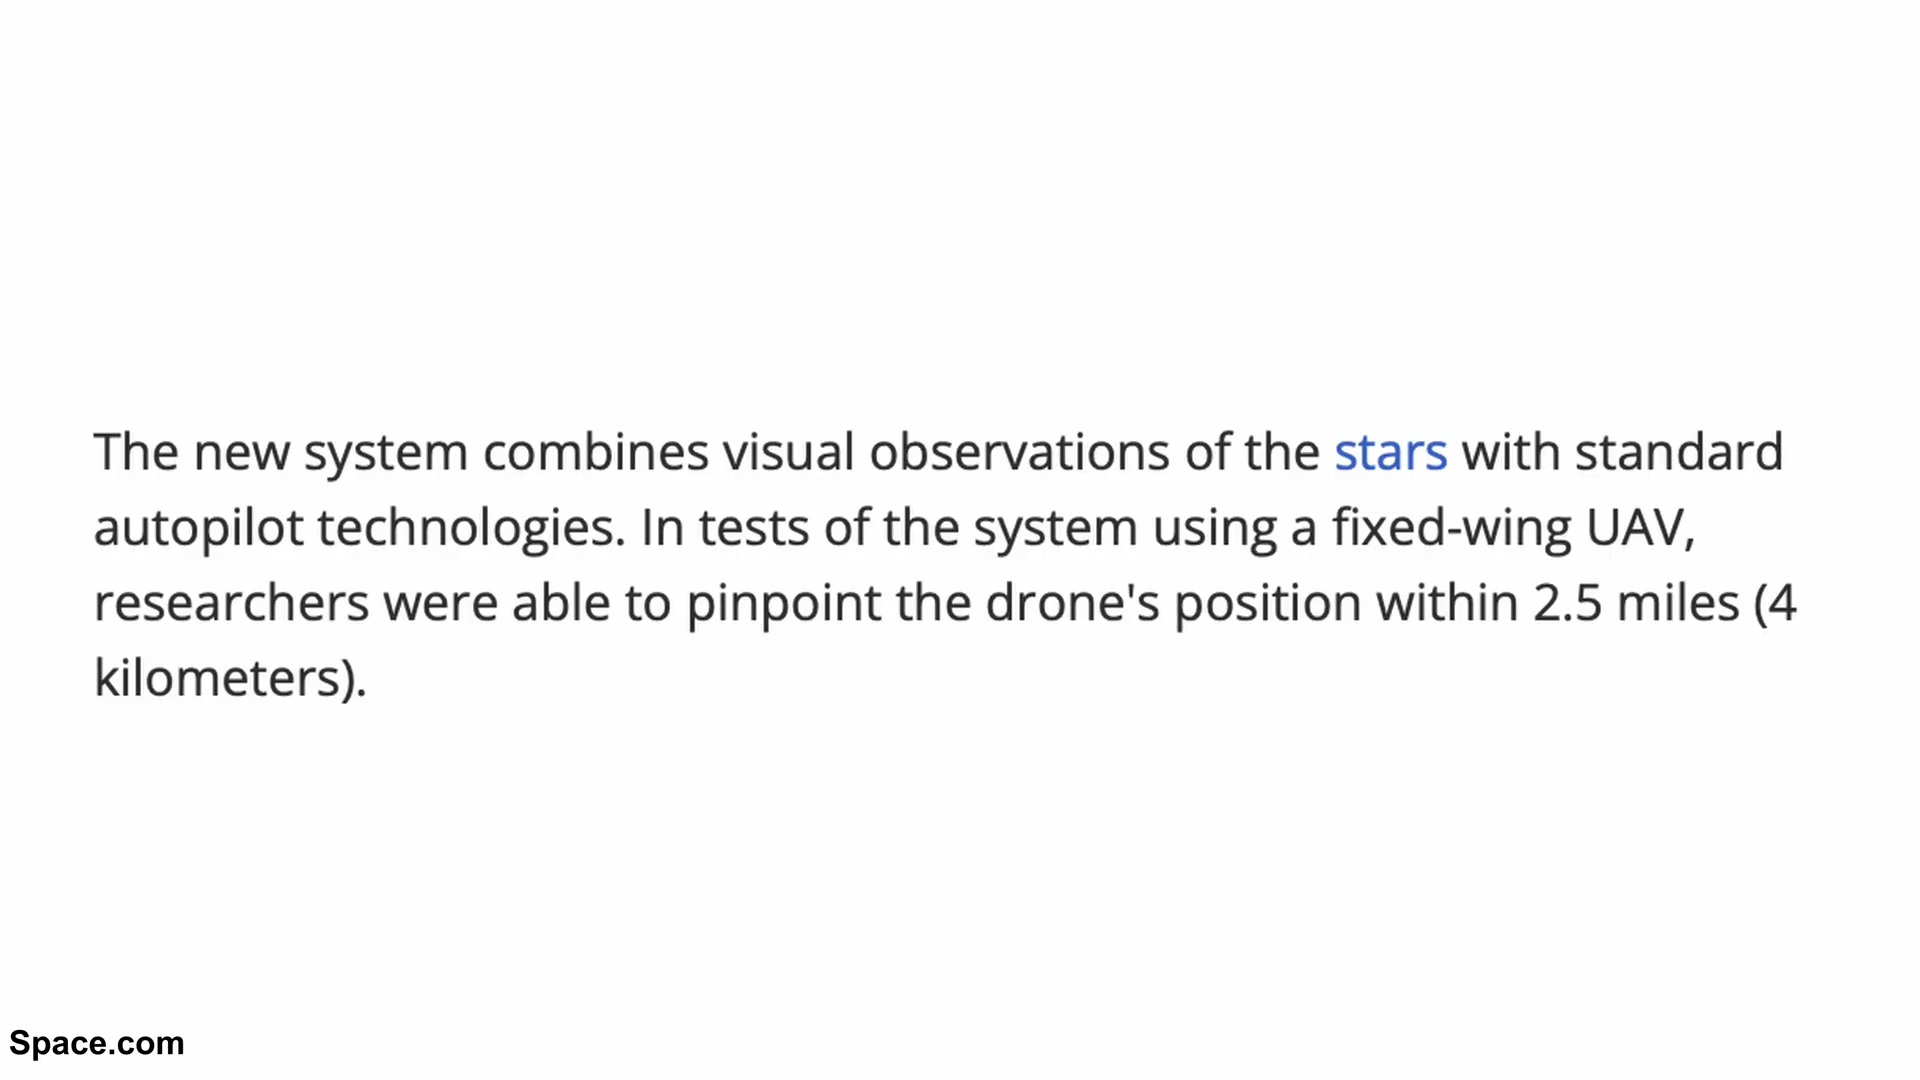 The new system combines visual observations of the stars with standard
autopilot technologies. In tests of the system using a fixed-wing UAV,
researchers were able to pinpoint the drone's position within 2.5 miles (4
kilometers).
Space.com